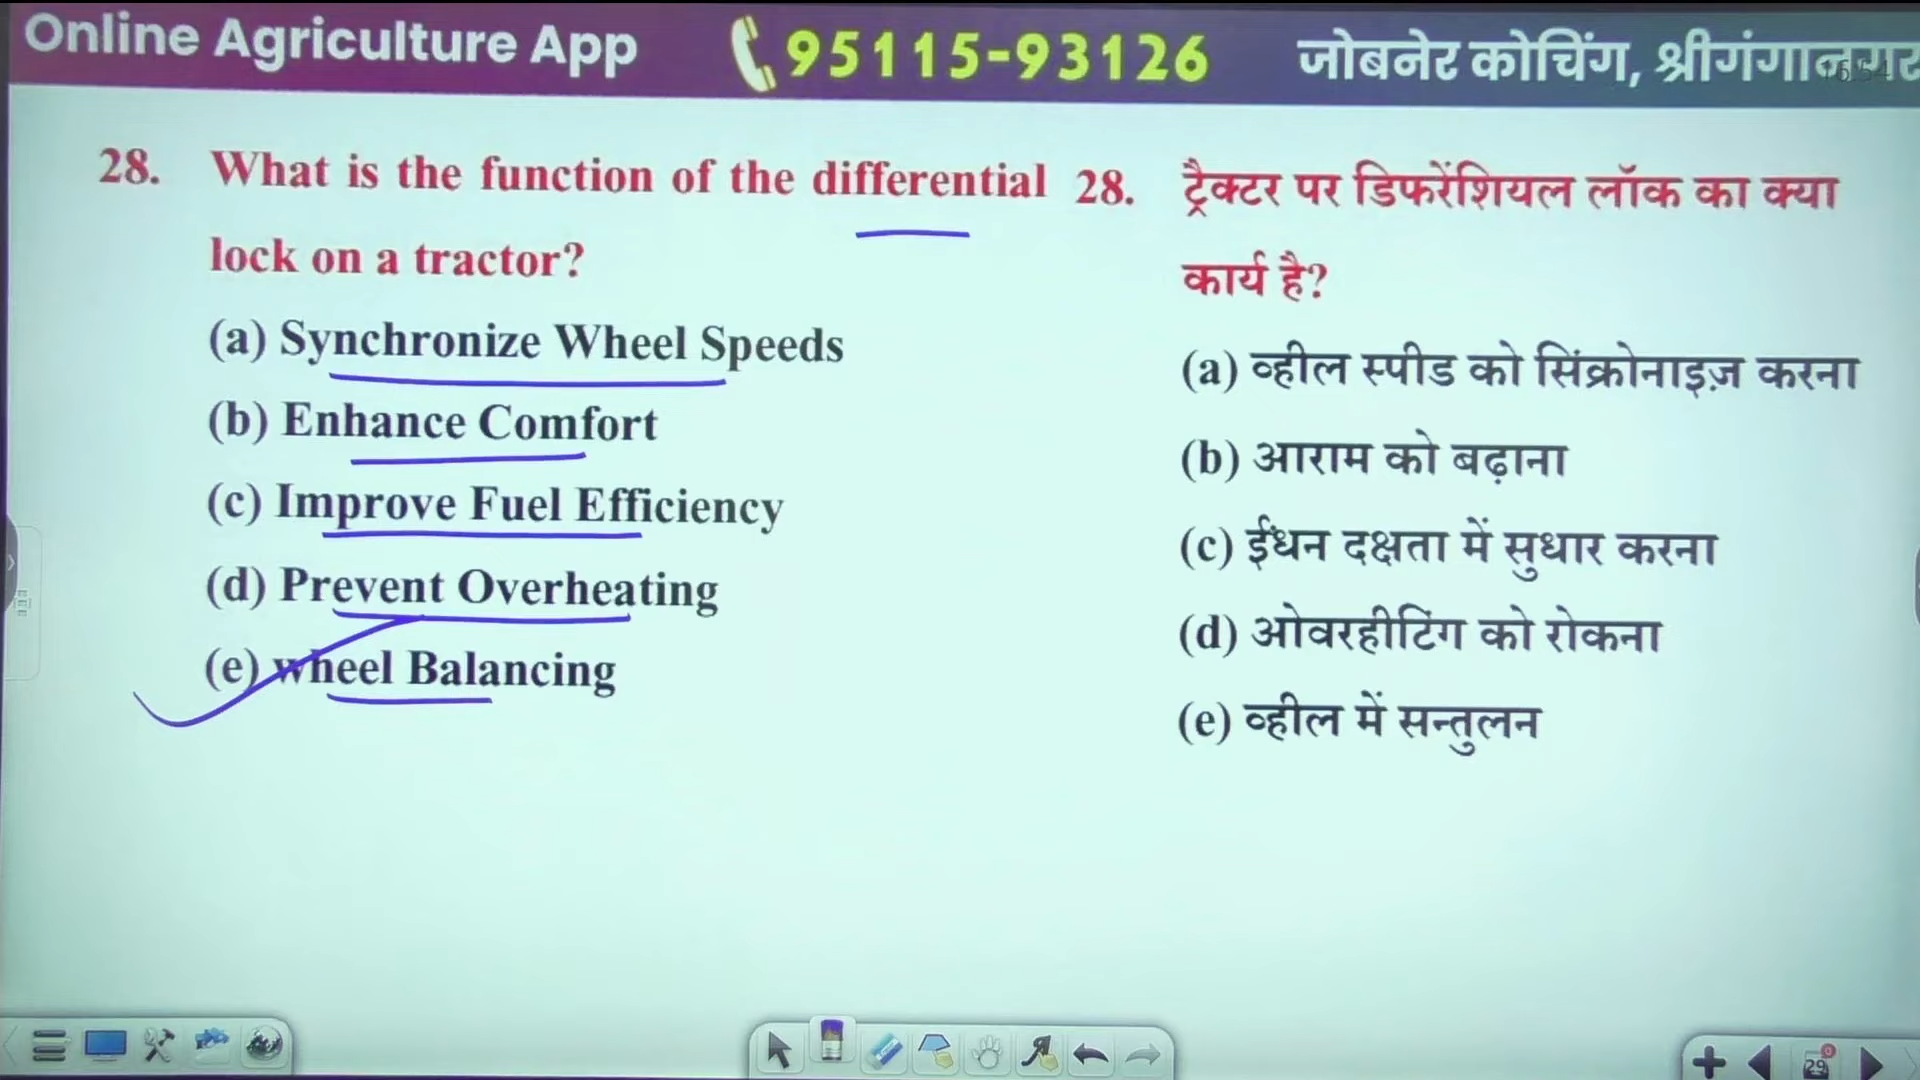 Online Agriculture App 95115-93126 जोबनेर कोचिंग, श्रीगंगानगर
28. What is the function of the differential
lock on a tractor?
(a) Synchronize Wheel Speeds
(b) Enhance Comfort
(c) Improve Fuel Efficiency
(d) Prevent Overheating
(e) wheel Balancing
28. ट्रैक्टर पर डिफरेंशियल लॉक का क्या
कार्य है?
(a) व्हील स्पीड को सिंक्रोनाइज़ करना
(b) आराम को बढ़ाना
(c) ईंधन दक्षता में सुधार करना
(d) ओवरहीटिंग को रोकना
(e) व्हील में सन्तुलन
29